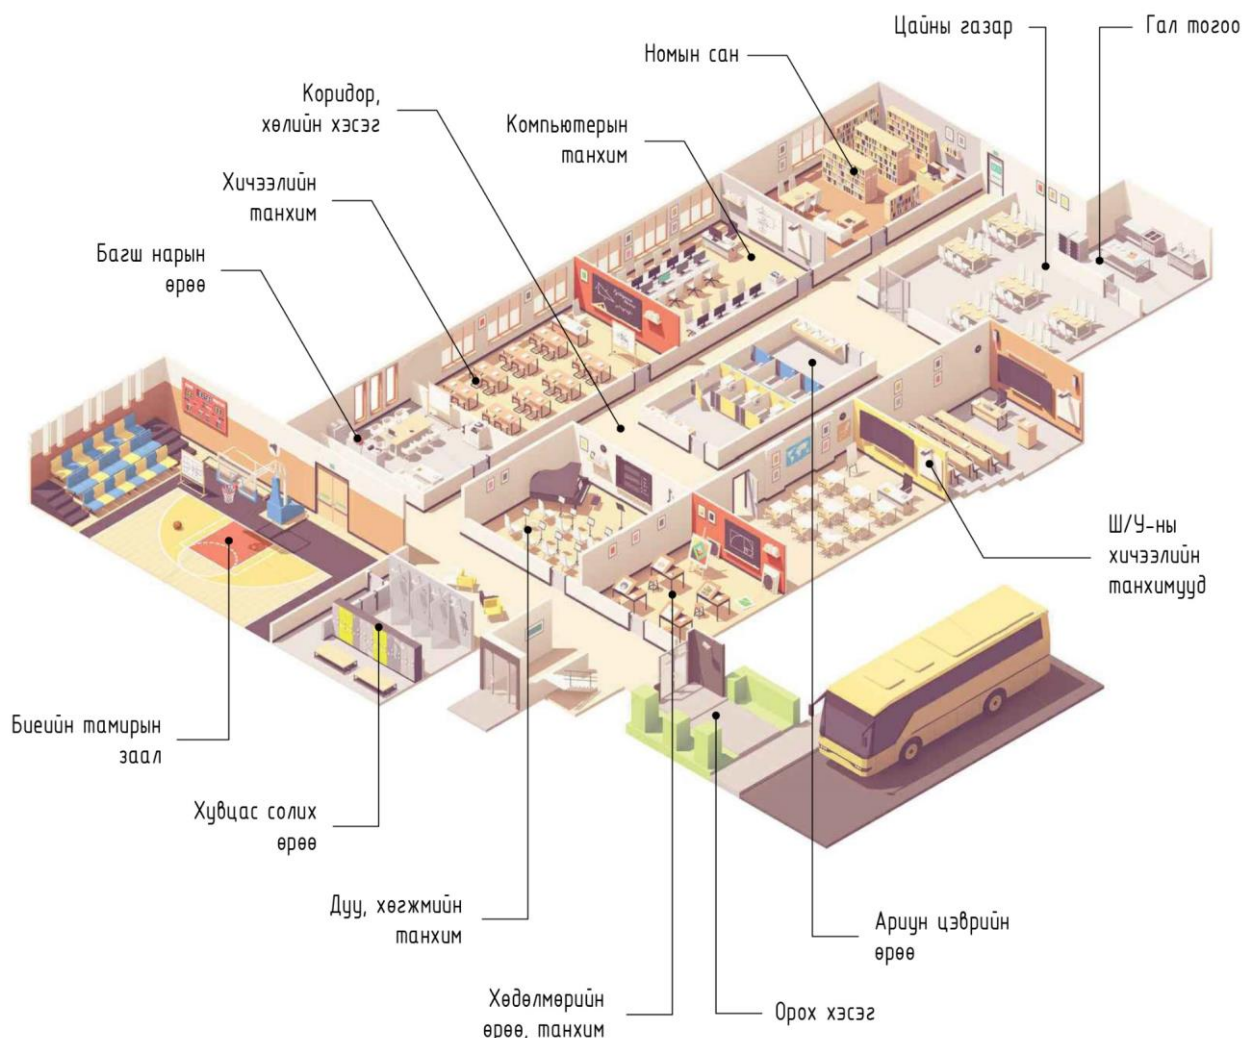 Цайны газар
Гал тогоо
Номын сан
Коридор,
хөлийн хэсэг
Компьютерын
танхим
Хичээлийн
танхим
Багш нарын
өрөө
Ш/У-ны
хичээлийн
танхимууд
Биеийн тамирын
заал
Хувцас солих
өрөө
Дуу, хөгжмийн
танхим
Ариун цэврийн
өрөө
Хөдөлмөрийн
өрөө, танхим
Орох хэсэг